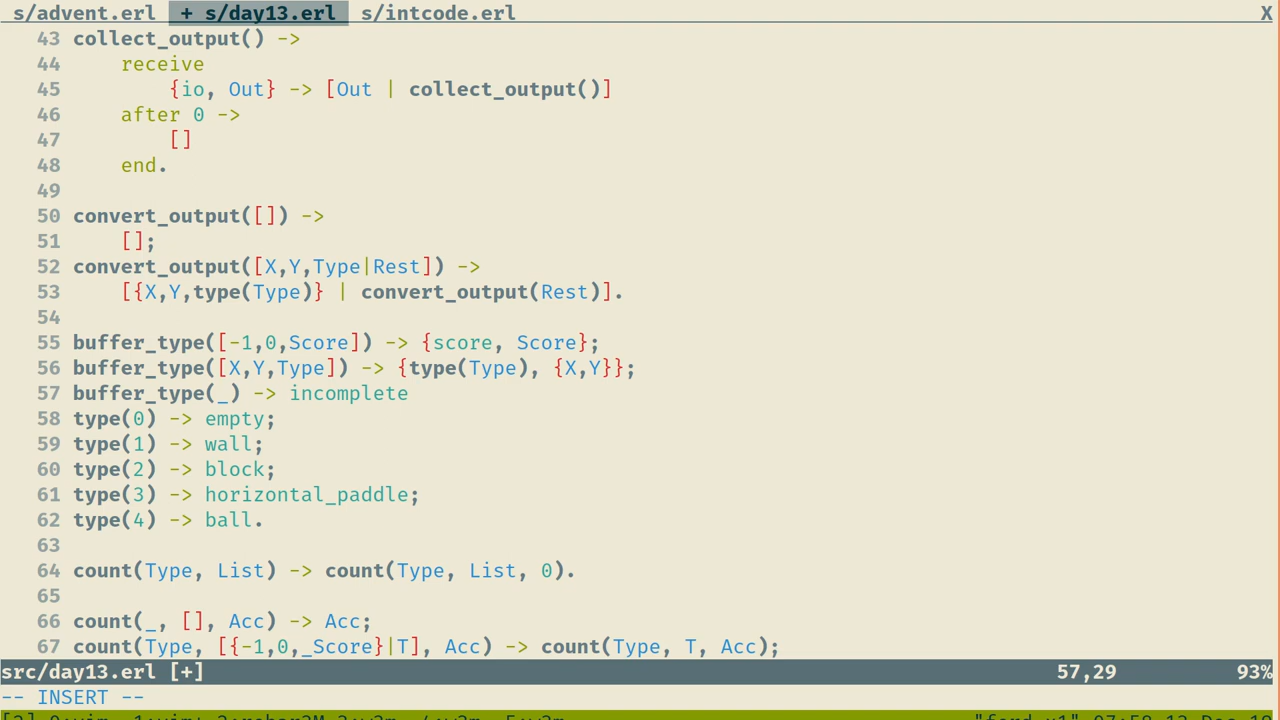 s/advent.erl + s/day13.erl s/intcode.erl X
43 collect_output() ->
44     receive
45         {io, Out} -> [Out | collect_output()]
46     after 0 ->
47         []
48     end.
49
50 convert_output([]) ->
51     [];
52 convert_output([X,Y,Type|Rest]) ->
53     [{X,Y,type(Type)} | convert_output(Rest)].
54
55 buffer_type([-1,0,Score]) -> {score, Score};
56 buffer_type([X,Y,Type]) -> {type(Type), {X,Y}};
57 buffer_type(_) -> incomplete
58 type(0) -> empty;
59 type(1) -> wall;
60 type(2) -> block;
61 type(3) -> horizontal_paddle;
62 type(4) -> ball.
63
64 count(Type, List) -> count(Type, List, 0).
65
66 count(_, [], Acc) -> Acc;
67 count(Type, [{-1,0,_Score}|T], Acc) -> count(Type, T, Acc);
src/day13.erl [+] 57,29 93%
-- INSERT --